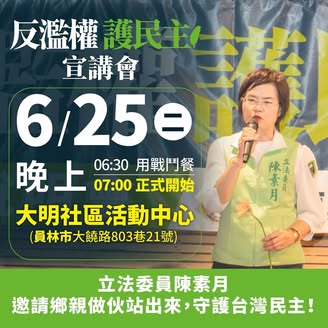 反濫權 護民主
宣講會
6/25 二
晚上
06:30 用戰鬥餐
07:00 正式開始
大明社區活動中心
(員林市大饒路803巷21號)
立法委員
陳素月
立法委員陳素月
邀請鄉親做伙站出來，守護台灣民主！